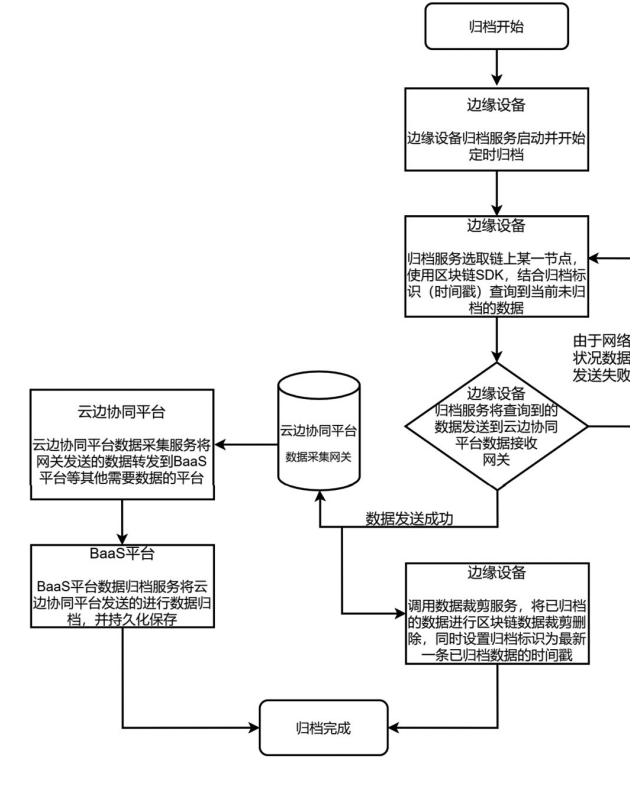 归档开始
边缘设备
边缘设备归档服务启动并开始
定时归档
边缘设备
归档服务选取链上某一节点，
使用区块链SDK，结合归档标
识（时间戳）查询到当前未归
档的数据
由于网络
状况数据
发送失败
边缘设备
归档服务将查询到的
数据发送到云边协同
平台数据接收
网关
云边协同平台
数据采集网关
云边协同平台
云边协同平台数据采集服务将
网关发送的数据转发到BaaS
平台等其他需要数据的平台
数据发送成功
BaaS平台
BaaS平台数据归档服务将云
边协同平台发送的进行数据归
档，并持久化保存
边缘设备
调用数据裁剪服务，将已归档
的数据进行区块链数据裁剪删
除，同时设置归档标识为最新
一条已归档数据的时间戳
归档完成